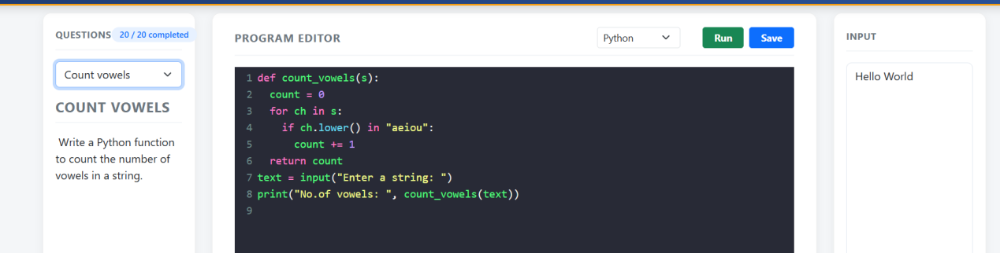 QUESTIONS 20 / 20 completed
Count vowels
COUNT VOWELS
Write a Python function
to count the number of
vowels in a string.
PROGRAM EDITOR Python Run Save
1 def count_vowels(s):
2   count = 0
3   for ch in s:
4     if ch.lower() in "aeiou":
5       count += 1
6   return count
7 text = input("Enter a string: ")
8 print("No.of vowels: ", count_vowels(text))
9
INPUT
Hello World